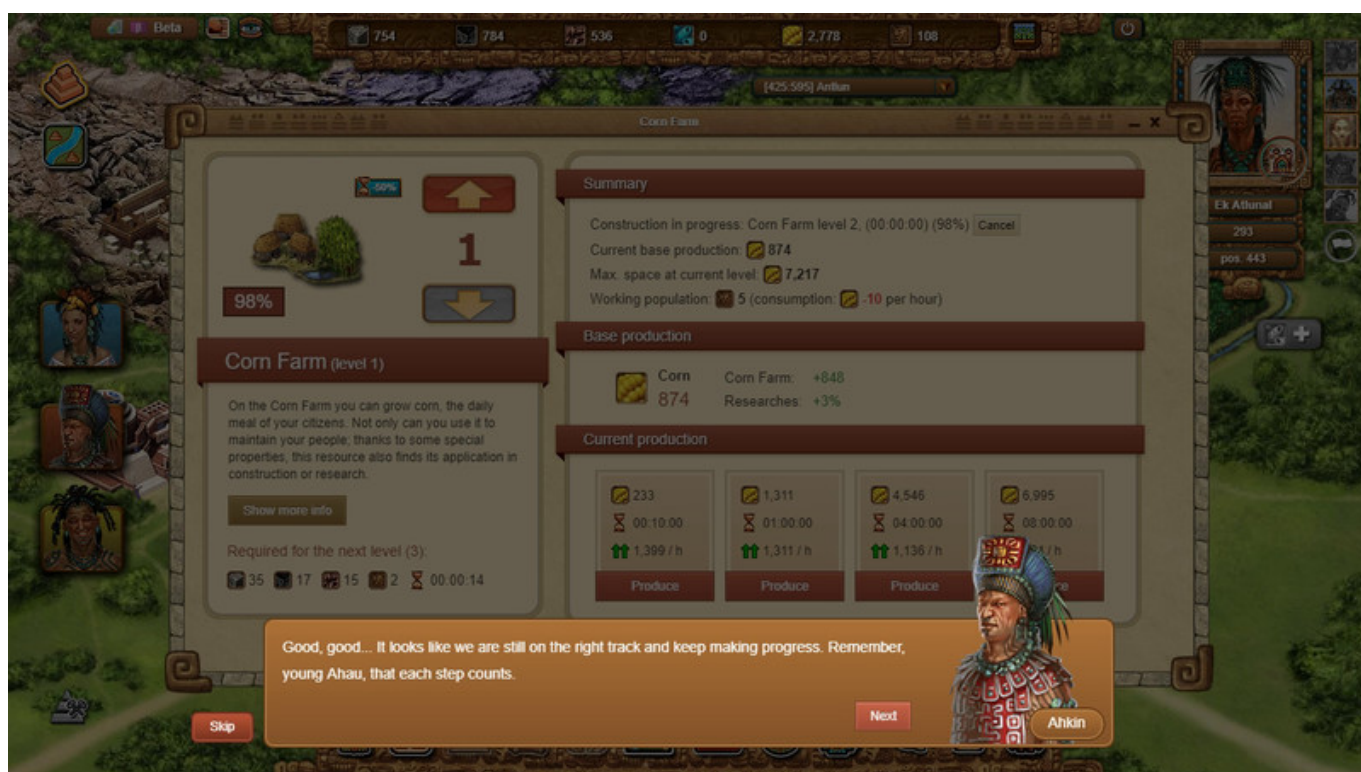 Beta
754
784
536
0
2,778
108
[425:595] Antlun
Corn Farm
-50%
1
98%
Corn Farm (level 1)
On the Corn Farm you can grow corn, the daily
meal of your citizens. Not only can you use it to
maintain your people; thanks to some special
properties, this resource also finds its application in
construction or research.
Show more info
Required for the next level (3):
35 17 15 2 00:00:14
Summary
Construction in progress: Corn Farm level 2, (00:00:00) (98%) Cancel
Current base production: 874
Max. space at current level: 7,217
Working population: 5 (consumption: -10 per hour)
Base production
Corn
874
Corn Farm: +848
Researches: +3%
Current production
233
00:10:00
1,399 / h
Produce
1,311
01:00:00
1,311 / h
Produce
4,546
04:00:00
1,136 / h
Produce
6,995
08:00:00
/ h
Ek Atlunal
293
pos. 443
Good, good... It looks like we are still on the right track and keep making progress. Remember,
young Ahau, that each step counts.
Skip
Next
Ahkin